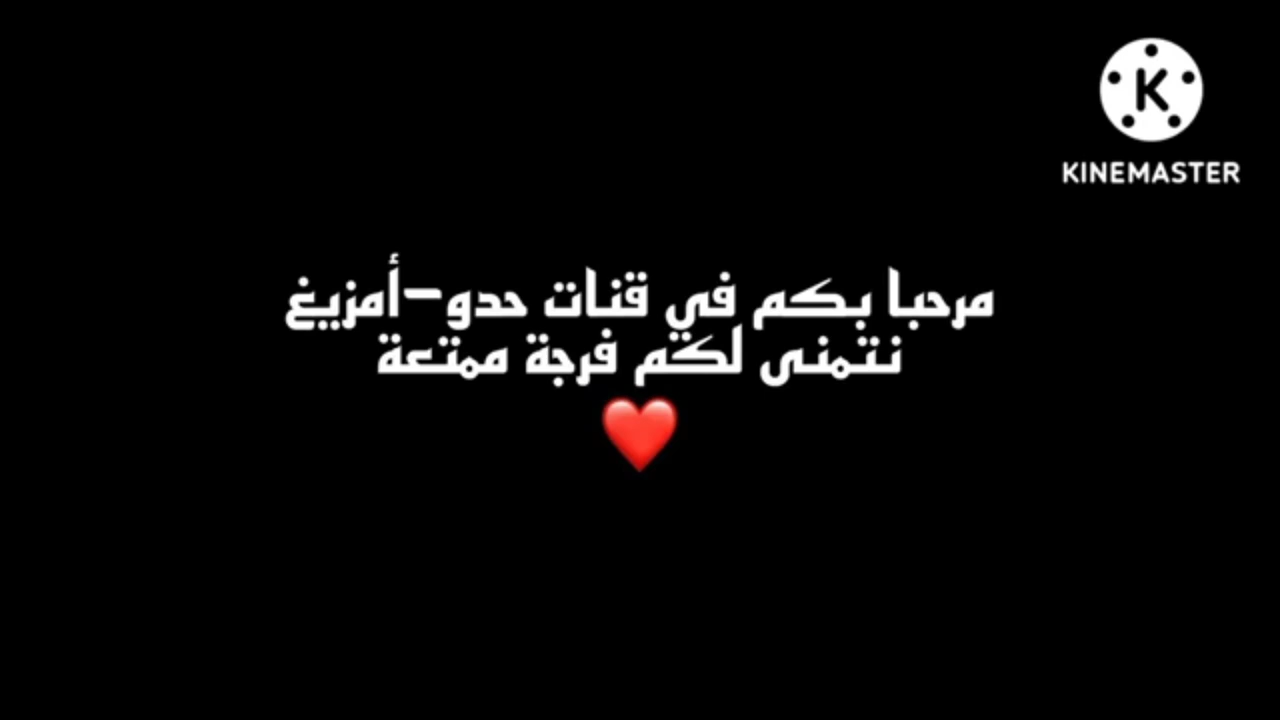 K
KINEMASTER
مرحبا بكم في قنات حدو-أمزيغ
نتمنى لكم فرجة ممتعة